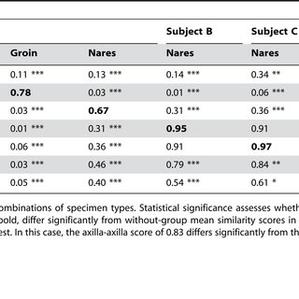 Subject B Subject C
Groin Nares Nares Nares
0.11 *** 0.13 *** 0.14 *** 0.34 **
0.78 0.03 *** 0.01 *** 0.06 ***
0.03 *** 0.67 0.31 *** 0.36 ***
0.01 *** 0.31 *** 0.95 0.91
0.06 *** 0.36 *** 0.91 0.97
0.03 *** 0.46 *** 0.79 *** 0.84 **
0.05 *** 0.40 *** 0.54 *** 0.61 *
ombinations of specimen types. Statistical significance assesses wheth
bold, differ significantly from without-group mean similarity scores in
est. In this case, the axilla-axilla score of 0.83 differs significantly from th